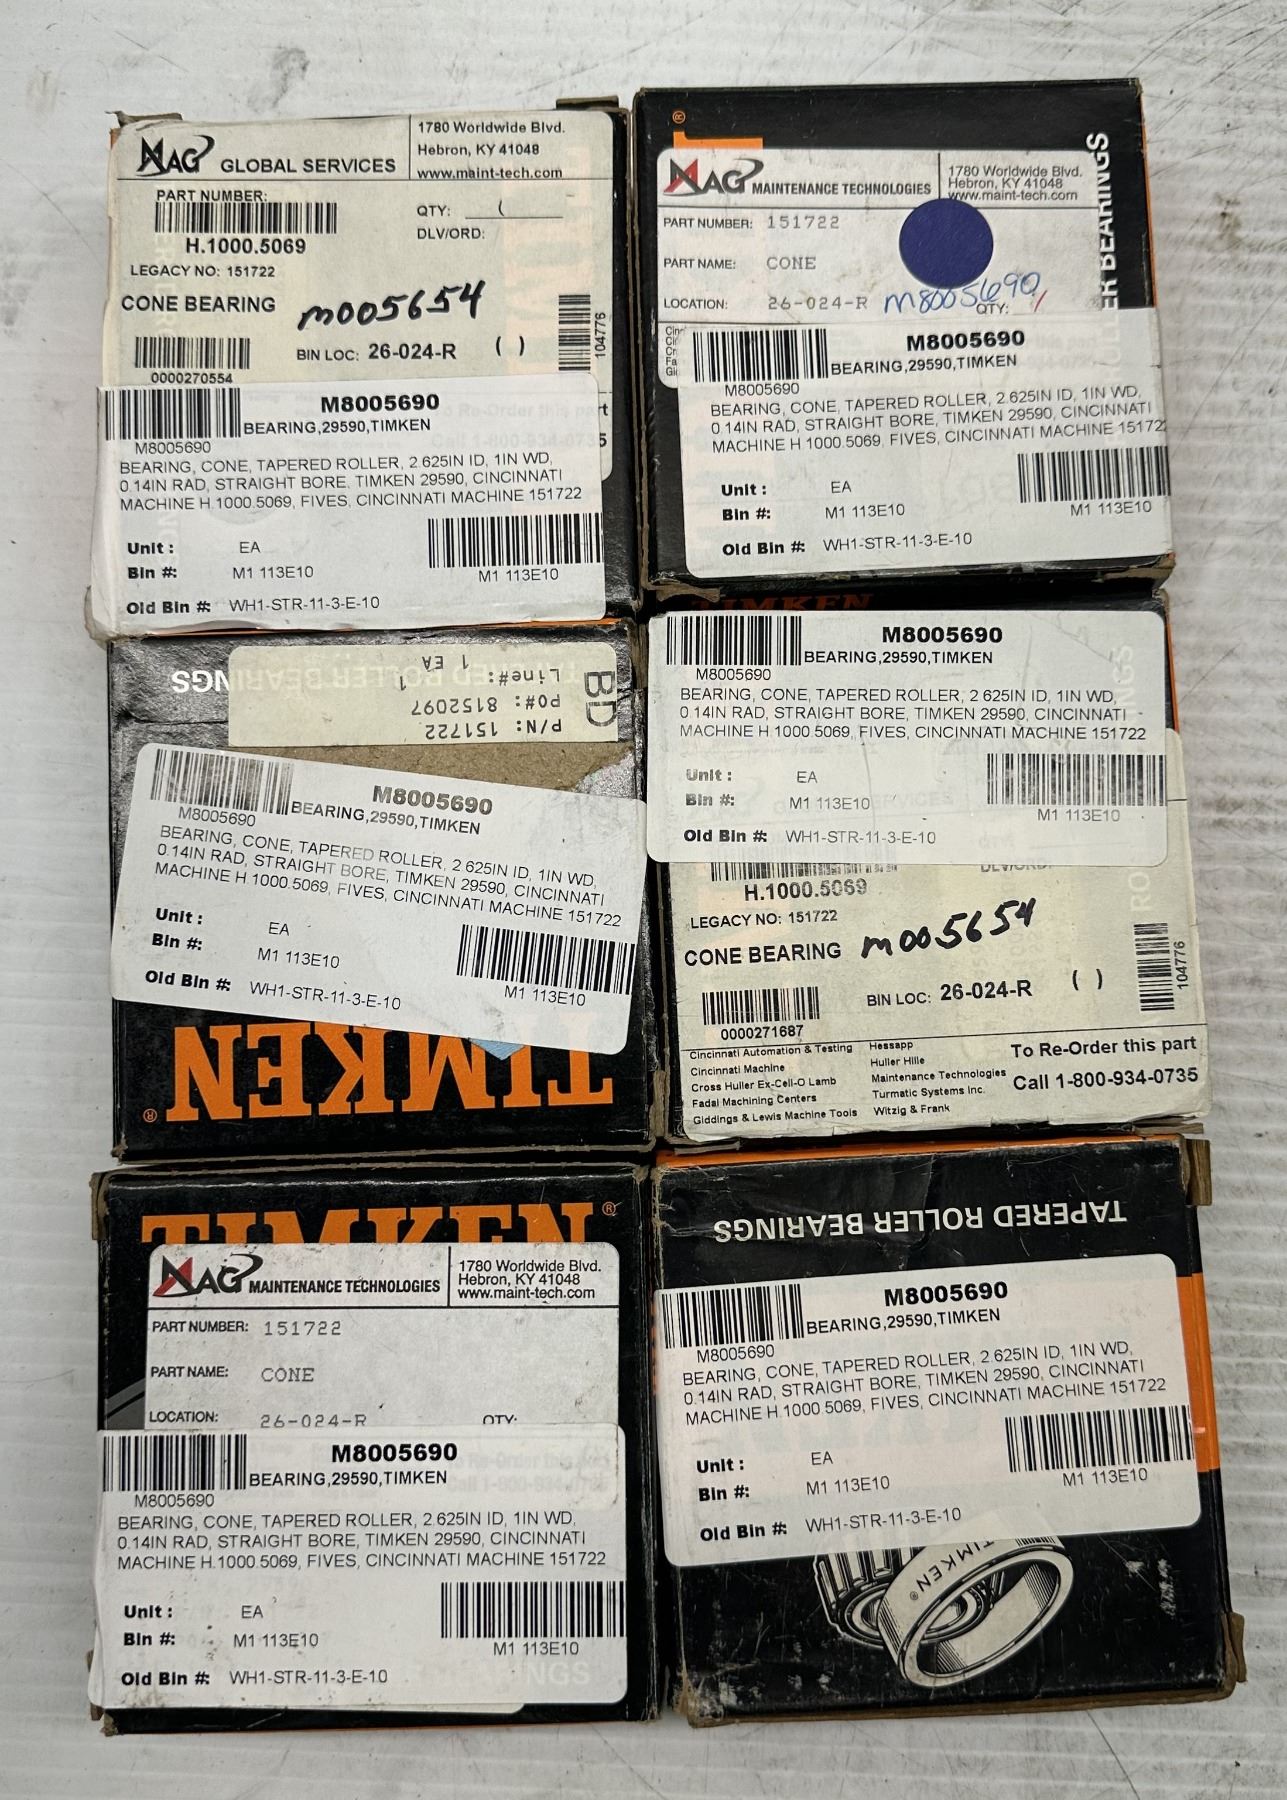 MAG GLOBAL SERVICES
1780 Worldwide Blvd.
Hebron, KY 41048
www.maint-tech.com
PART NUMBER:
H.1000.5069
QTY:
DLV/ORD:
LEGACY NO: 151722
CONE BEARING
m005654
BIN LOC: 26-024-R ( )
104776
0000270554
M8005690
BEARING,29590,TIMKEN
M8005690
BEARING, CONE, TAPERED ROLLER, 2.625IN ID, 1IN WD,
0.14IN RAD, STRAIGHT BORE, TIMKEN 29590, CINCINNATI
MACHINE H.1000.5069, FIVES, CINCINNATI MACHINE 151722
Unit : EA
Bin #: M1 113E10
M1 113E10
Old Bin #: WH1-STR-11-3-E-10
MAG MAINTENANCE TECHNOLOGIES
1780 Worldwide Blvd.
Hebron, KY 41048
www.maint-tech.com
PART NUMBER: 151722
PART NAME: CONE
LOCATION: 26-024-R
m8005690
QTY:
ER BEARINGS
M8005690
BEARING,29590,TIMKEN
M8005690
BEARING, CONE, TAPERED ROLLER, 2.625IN ID, 1IN WD,
0.14IN RAD, STRAIGHT BORE, TIMKEN 29590, CINCINNATI
MACHINE H.1000.5069, FIVES, CINCINNATI MACHINE 15172
Unit : EA
Bin #: M1 113E10
M1 113E10
Old Bin #: WH1-STR-11-3-E-10
TAPERED ROLLER BEARINGS
BD
P/N: 151722
PO#: 8152097
Line#: 1
1 EA
M8005690
BEARING,29590,TIMKEN
M8005690
BEARING, CONE, TAPERED ROLLER, 2.625IN ID, 1IN WD,
0.14IN RAD, STRAIGHT BORE, TIMKEN 29590, CINCINNATI
MACHINE H.1000.5069, FIVES, CINCINNATI MACHINE 151722
Unit : EA
Bin #: M1 113E10
M1 113E10
Old Bin #: WH1-STR-11-3-E-10
TIMKEN®
TIMKEN
M8005690
BEARING,29590,TIMKEN
M8005690
BEARING, CONE, TAPERED ROLLER, 2.625IN ID, 1IN WD,
0.14IN RAD, STRAIGHT BORE, TIMKEN 29590, CINCINNATI
MACHINE H.1000.5069, FIVES, CINCINNATI MACHINE 151722
Unit : EA
Bin #: M1 113E10
M1 113E10
Old Bin #: WH1-STR-11-3-E-10
DLV/ORD:
H.1000.5069
LEGACY NO: 151722
CONE BEARING
m005654
BIN LOC: 26-024-R ( )
104776
0000271687
Cincinnati Automation & Testing
Cincinnati Machine
Cross Huller Ex-Cell-O Lamb
Fadal Machining Centers
Giddings & Lewis Machine Tools
Hessapp
Huller Hille
Maintenance Technologies
Turmatic Systems Inc.
Witzig & Frank
To Re-Order this part
Call 1-800-934-0735
TIMKEN®
MAG MAINTENANCE TECHNOLOGIES
1780 Worldwide Blvd.
Hebron, KY 41048
www.maint-tech.com
PART NUMBER: 151722
PART NAME: CONE
LOCATION: 26-024-R
QTY:
M8005690
BEARING,29590,TIMKEN
M8005690
BEARING, CONE, TAPERED ROLLER, 2.625IN ID, 1IN WD,
0.14IN RAD, STRAIGHT BORE, TIMKEN 29590, CINCINNATI
MACHINE H.1000.5069, FIVES, CINCINNATI MACHINE 151722
Unit : EA
Bin #: M1 113E10
M1 113E10
Old Bin #: WH1-STR-11-3-E-10
TAPERED ROLLER BEARINGS
M8005690
BEARING,29590,TIMKEN
M8005690
BEARING, CONE, TAPERED ROLLER, 2.625IN ID, 1IN WD,
0.14IN RAD, STRAIGHT BORE, TIMKEN 29590, CINCINNATI
MACHINE H.1000.5069, FIVES, CINCINNATI MACHINE 151722
Unit : EA
Bin #: M1 113E10
M1 113E10
Old Bin #: WH1-STR-11-3-E-10
TIMKEN®